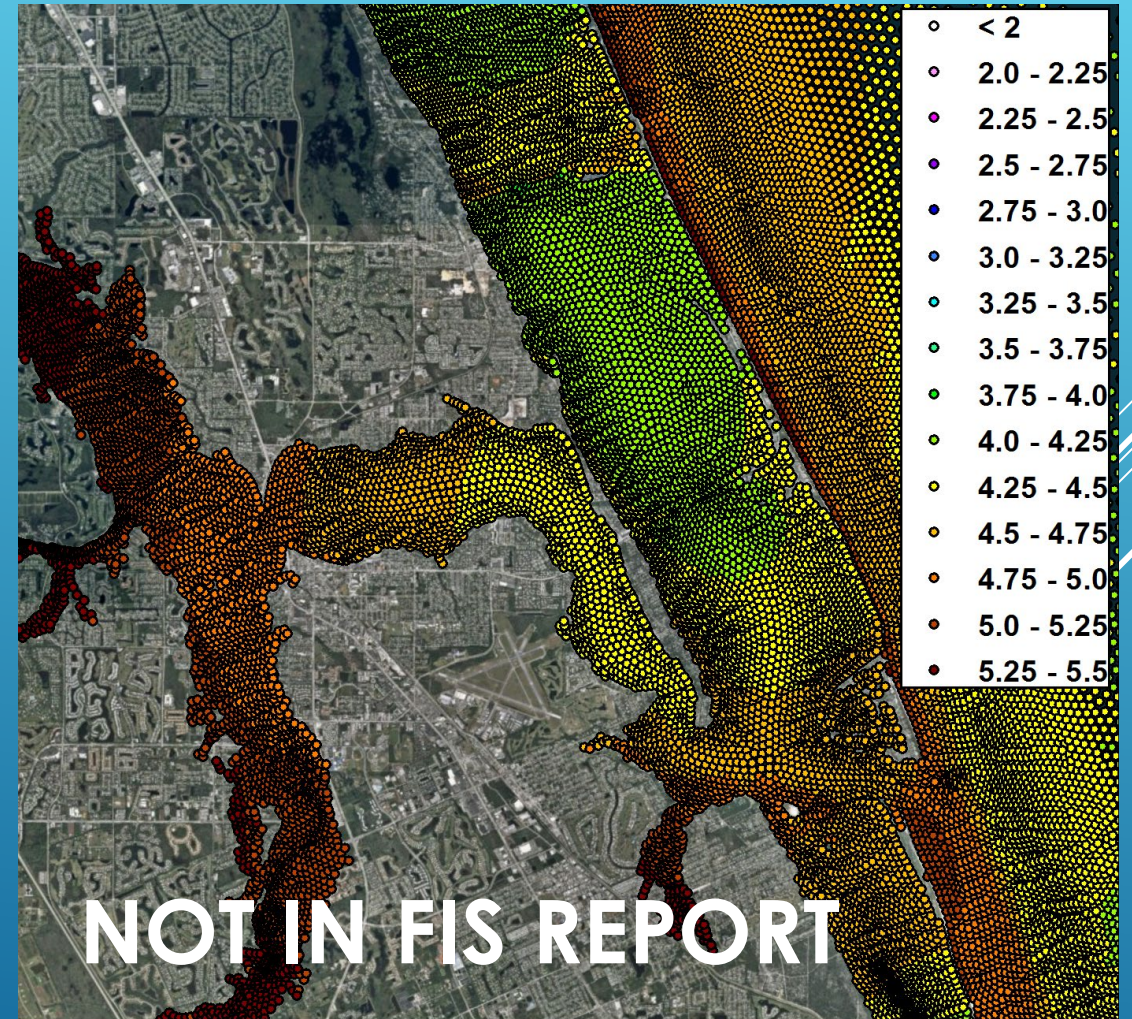 < 2
2.0 - 2.25
2.25 - 2.5
2.5 - 2.75
2.75 - 3.0
3.0 - 3.25
3.25 - 3.5
3.5 - 3.75
3.75 - 4.0
4.0 - 4.25
4.25 - 4.5
4.5 - 4.75
4.75 - 5.0
5.0 - 5.25
5.25 - 5.5
NOT IN FIS REPORT